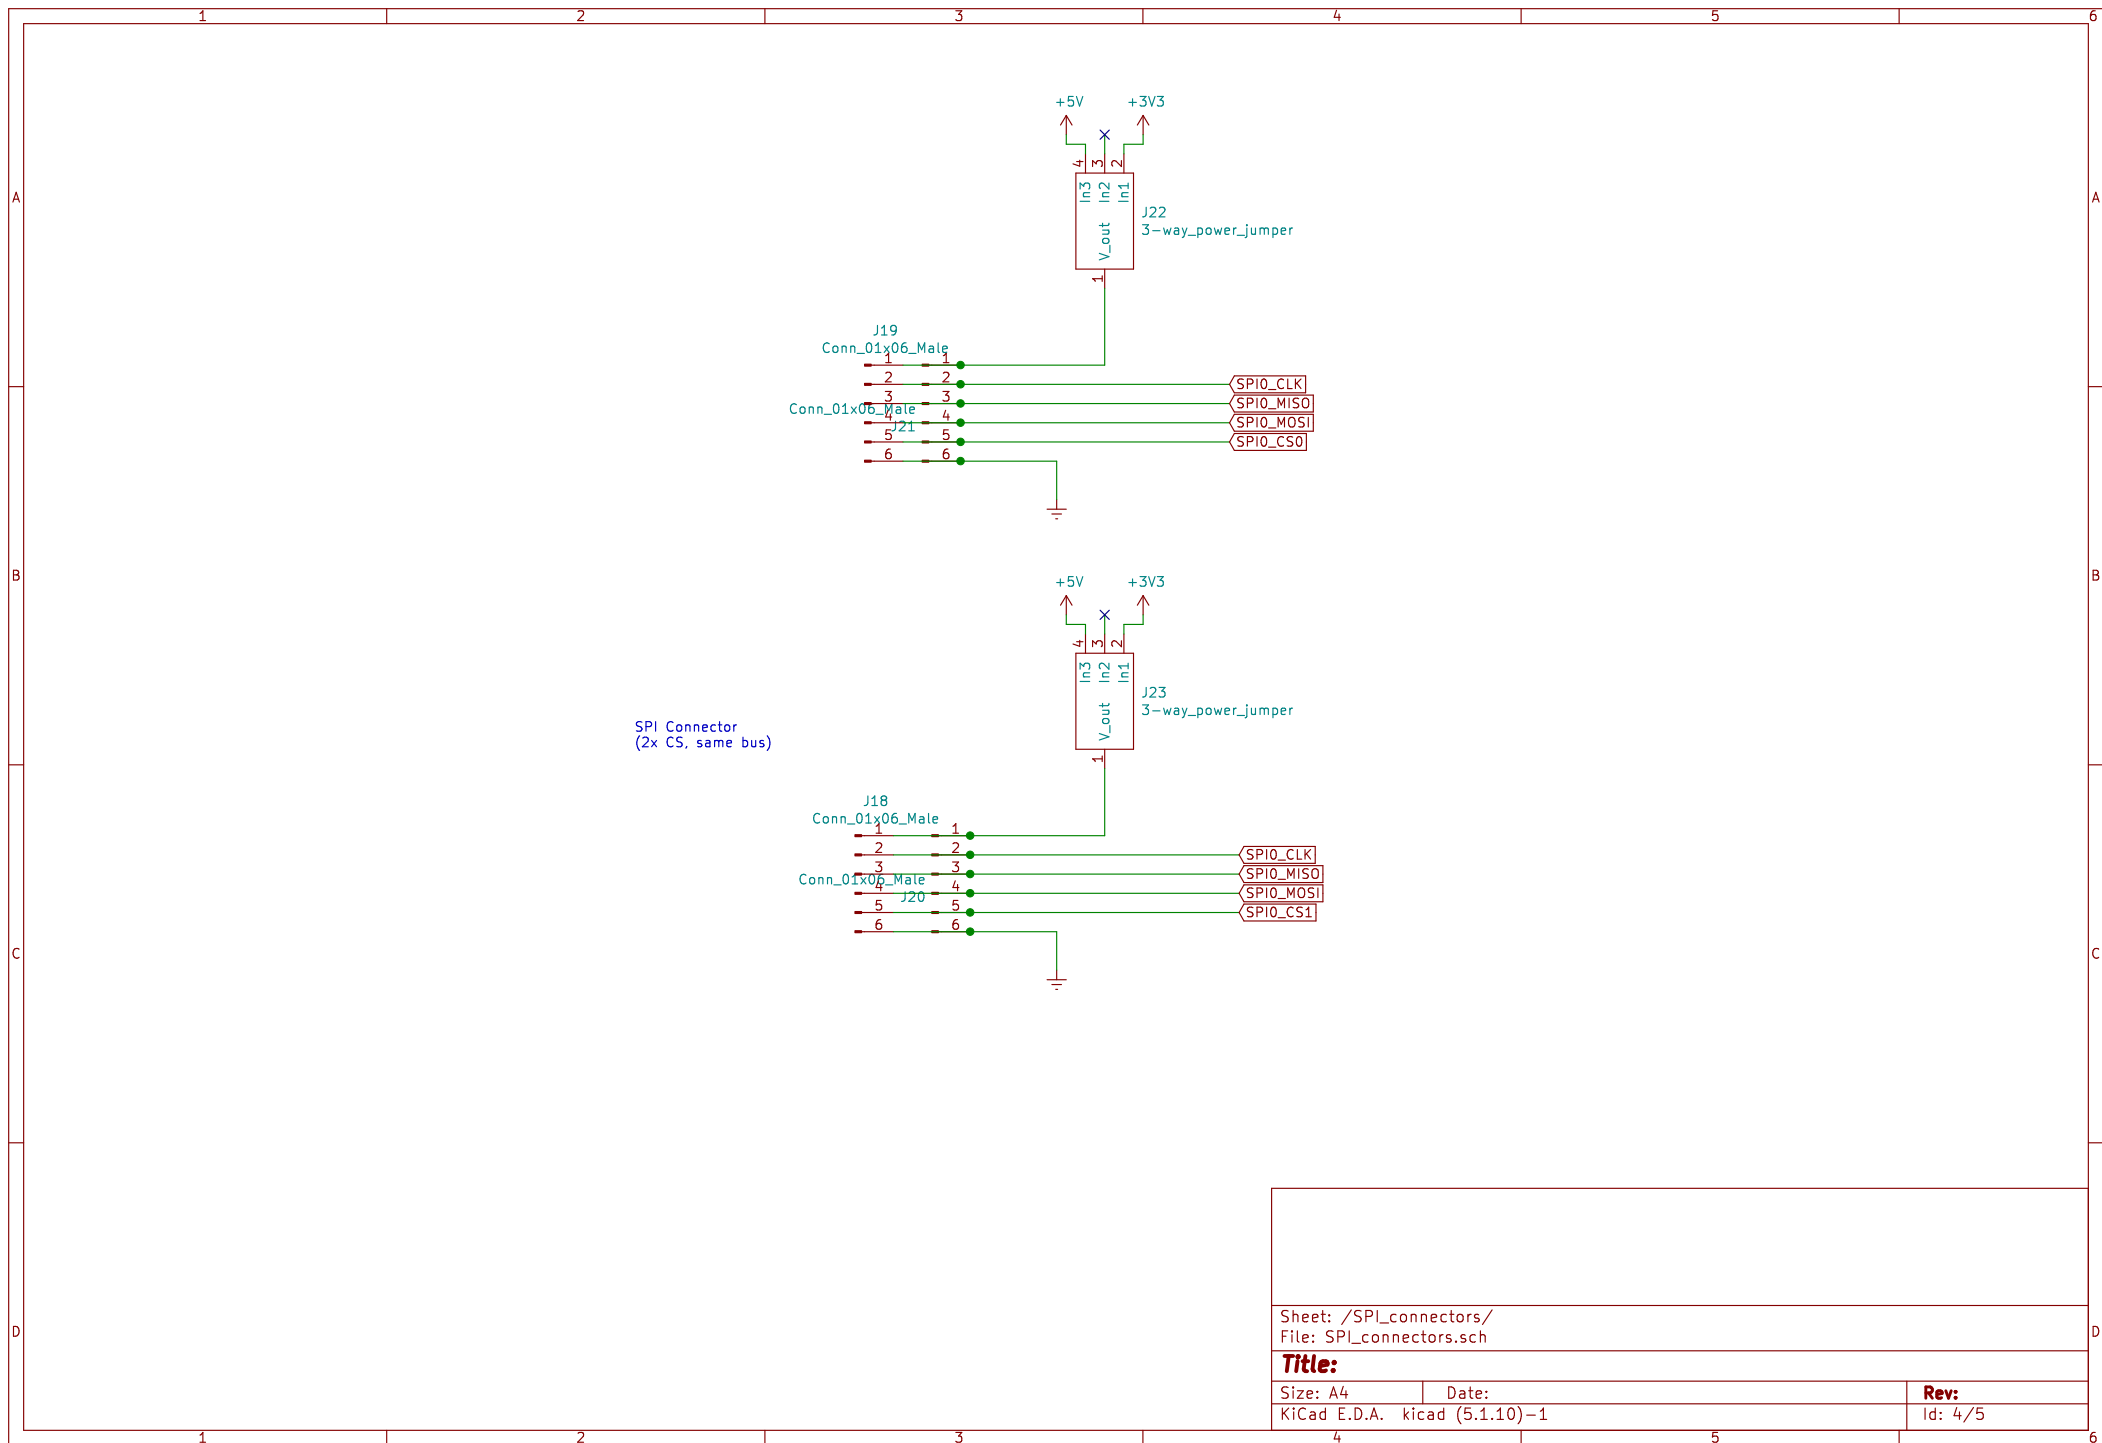 1 2 3 4 5 6
A A
B B
C C
D D
+5V +3V3
4 3 2
In3 In2 In1
V_out
1
J22
3-way_power_jumper
J19
Conn_01x06_Male
1 1
2 2
SPI0_CLK
3 3
SPI0_MISO
Conn_01x06_Male
4 4
SPI0_MOSI
J21
5 5
SPI0_CS0
6 6
+5V +3V3
4 3 2
In3 In2 In1
V_out
1
J23
3-way_power_jumper
SPI Connector
(2x CS, same bus)
J18
Conn_01x06_Male
1 1
2 2
SPI0_CLK
3 3
SPI0_MISO
Conn_01x06_Male
4 4
SPI0_MOSI
J20
5 5
SPI0_CS1
6 6
Sheet: /SPI_connectors/
File: SPI_connectors.sch
Title:
Size: A4 Date: Rev:
KiCad E.D.A. kicad (5.1.10)-1 Id: 4/5
1 2 3 4 5 6